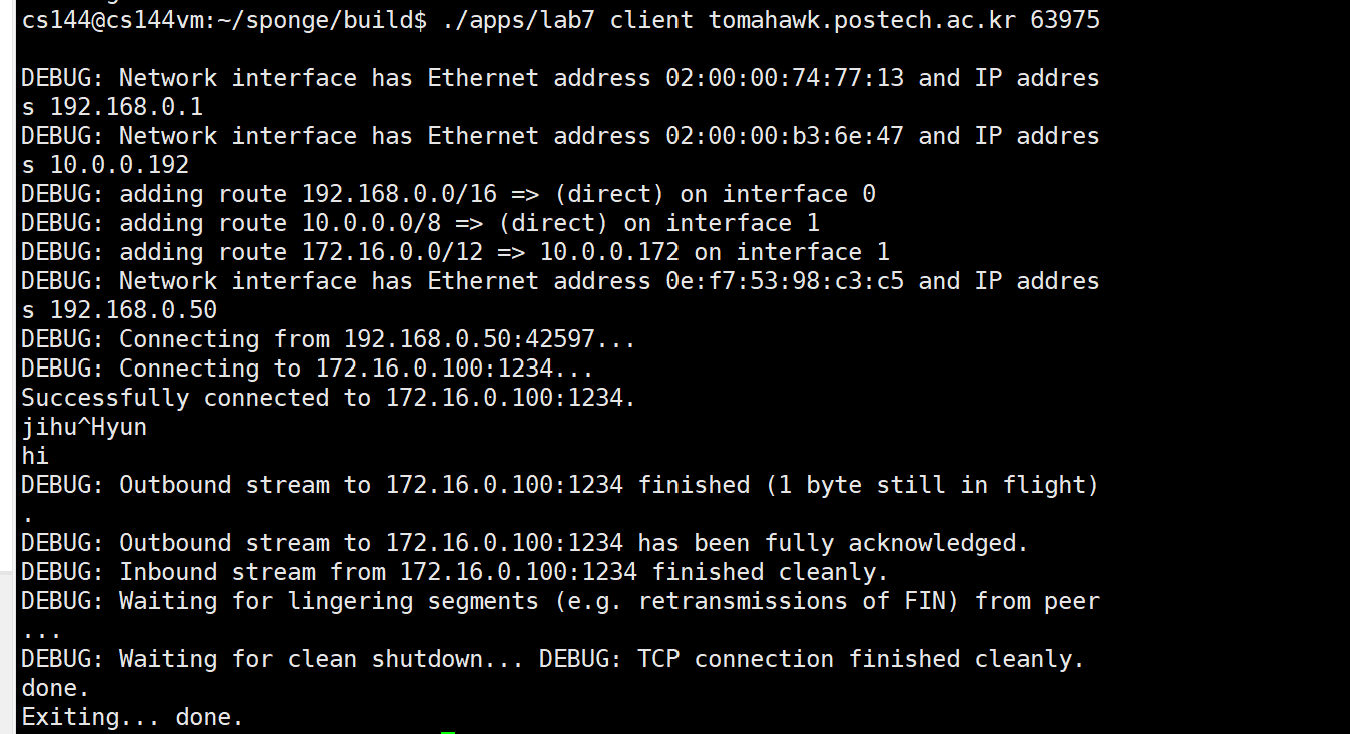 cs144@cs144vm:~/sponge/build$ ./apps/lab7 client tomahawk.postech.ac.kr 63975
DEBUG: Network interface has Ethernet address 02:00:00:74:77:13 and IP addres
s 192.168.0.1
DEBUG: Network interface has Ethernet address 02:00:00:b3:6e:47 and IP addres
s 10.0.0.192
DEBUG: adding route 192.168.0.0/16 => (direct) on interface 0
DEBUG: adding route 10.0.0.0/8 => (direct) on interface 1
DEBUG: adding route 172.16.0.0/12 => 10.0.0.172 on interface 1
DEBUG: Network interface has Ethernet address 0e:f7:53:98:c3:c5 and IP addres
s 192.168.0.50
DEBUG: Connecting from 192.168.0.50:42597...
DEBUG: Connecting to 172.16.0.100:1234...
Successfully connected to 172.16.0.100:1234.
jihu^Hyun
hi
DEBUG: Outbound stream to 172.16.0.100:1234 finished (1 byte still in flight)
.
DEBUG: Outbound stream to 172.16.0.100:1234 has been fully acknowledged.
DEBUG: Inbound stream from 172.16.0.100:1234 finished cleanly.
DEBUG: Waiting for lingering segments (e.g. retransmissions of FIN) from peer
...
DEBUG: Waiting for clean shutdown... DEBUG: TCP connection finished cleanly.
done.
Exiting... done.